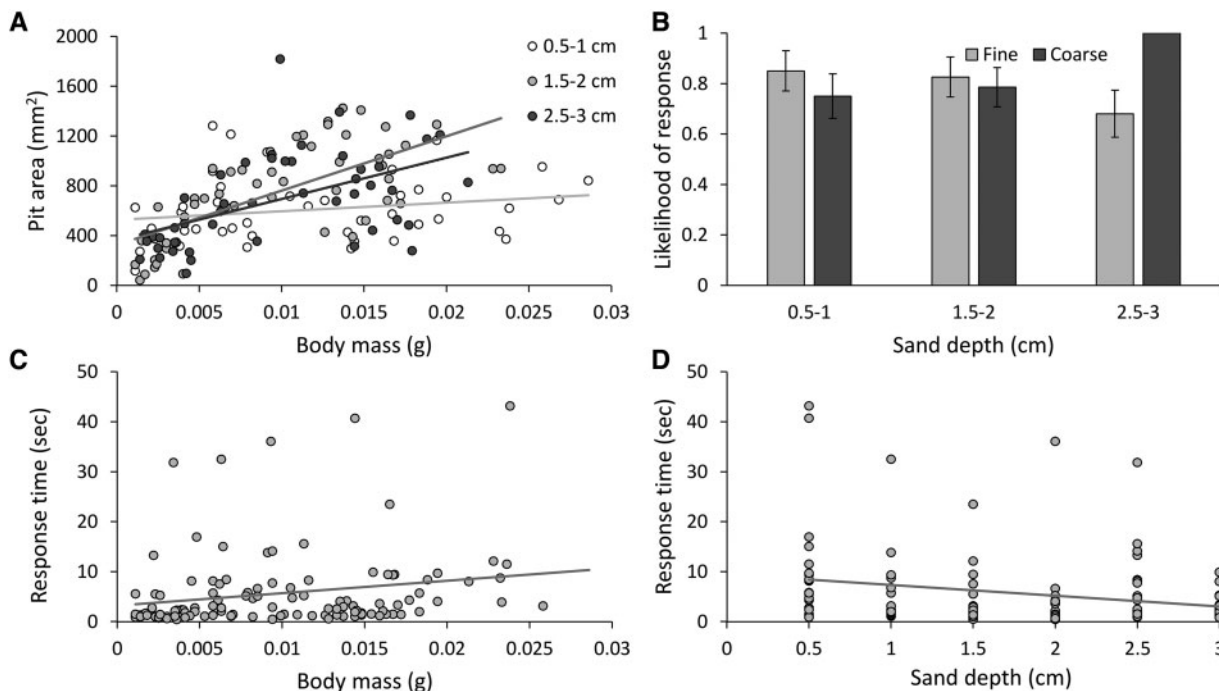 A
Pit area (mm²)
2000
1600
1200
800
400
0
0.5-1 cm
1.5-2 cm
2.5-3 cm
0 0.005 0.01 0.015 0.02 0.025 0.03
Body mass (g)
B
Likelihood of response
1
0.8
0.6
0.4
0.2
0
Fine Coarse
0.5-1 1.5-2 2.5-3
Sand depth (cm)
C
Response time (sec)
50
40
30
20
10
0
0 0.005 0.01 0.015 0.02 0.025 0.03
Body mass (g)
D
Response time (sec)
50
40
30
20
10
0
0 0.5 1 1.5 2 2.5 3
Sand depth (cm)